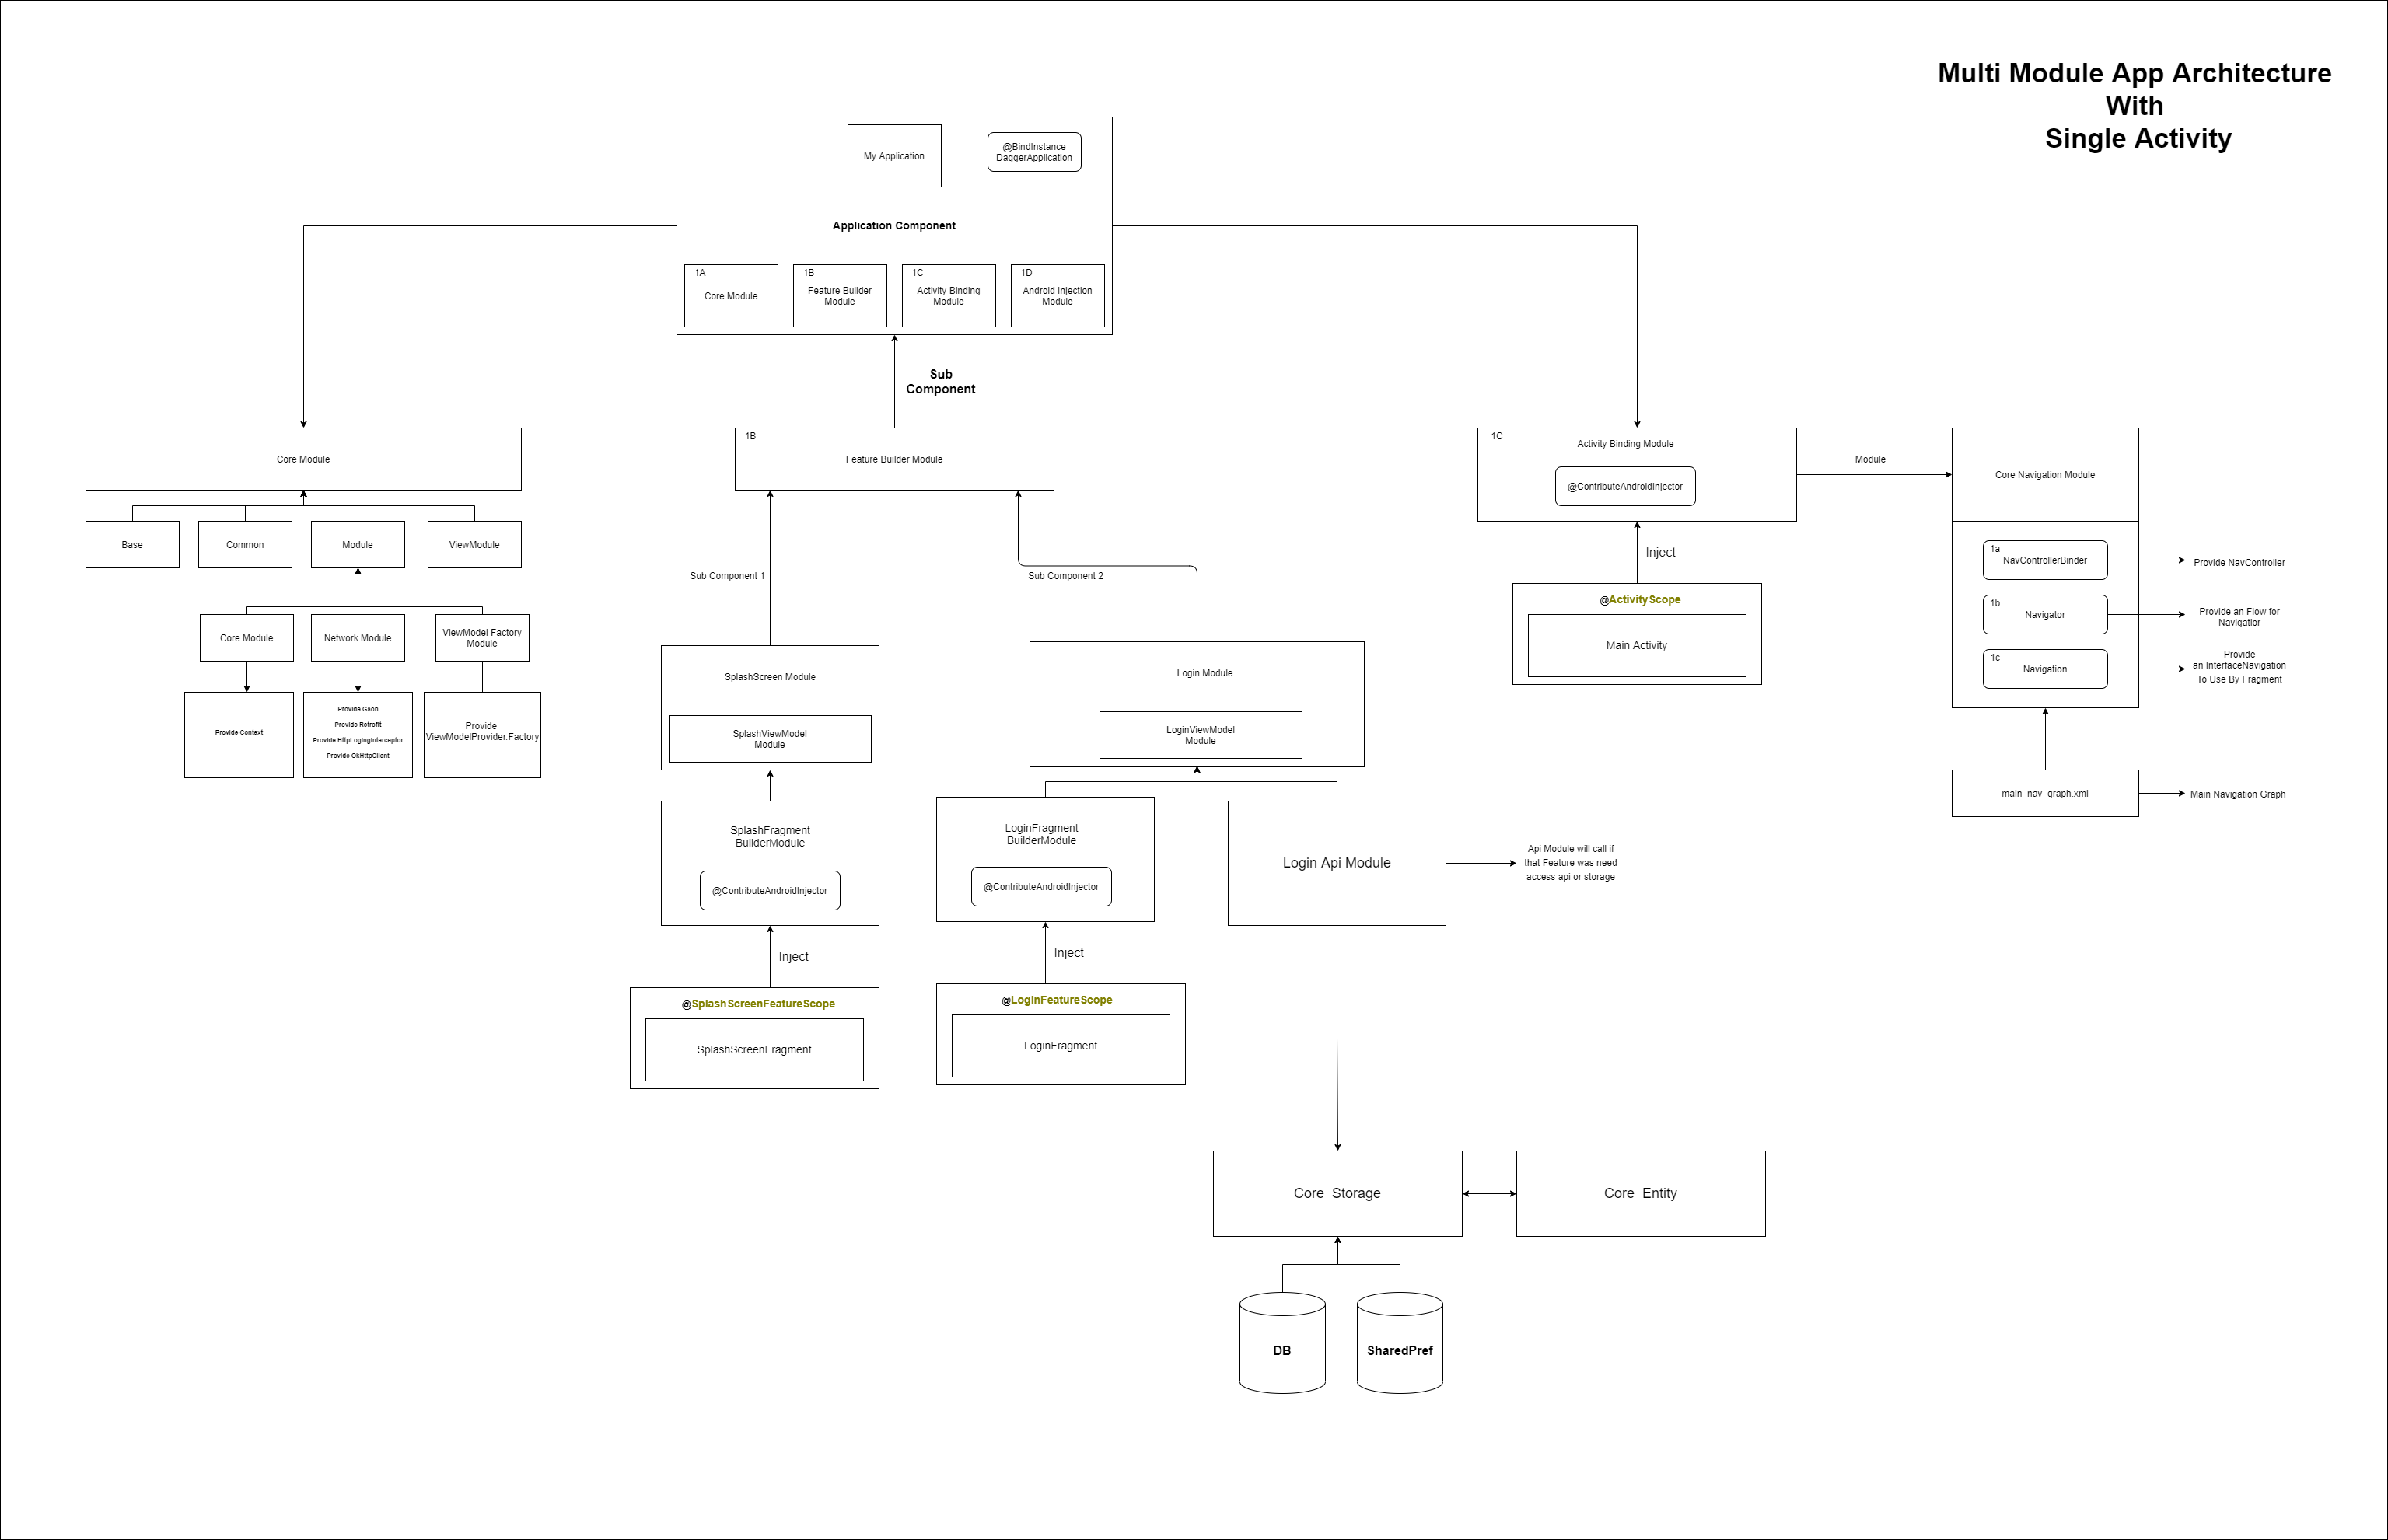 Multi Module App Architecture
With
Single Activity
My Application
@BindInstance
DaggerApplication
Application Component
1A
Core Module
1B
Feature Builder
Module
1C
Activity Binding
Module
1D
Android Injection
Module
Sub
Component
Core Module
Base
Common
Module
ViewModule
Core Module
Network Module
ViewModel Factory
Module
Provide Context
Provide Gson
Provide Retrofit
Provide HttpLogingInterceptor
Provide OkHttpClient
Provide
ViewModelProvider.Factory
1B
Feature Builder Module
Sub Component 1
Sub Component 2
SplashScreen Module
SplashViewModel
Module
SplashFragment
BuilderModule
@ContributeAndroidInjector
Inject
@SplashScreenFeatureScope
SplashScreenFragment
Login Module
LoginViewModel
Module
LoginFragment
BuilderModule
@ContributeAndroidInjector
Inject
@LoginFeatureScope
LoginFragment
Login Api Module
Api Module will call if
that Feature was need
access api or storage
Core Storage
Core Entity
DB
SharedPref
1C
Activity Binding Module
@ContributeAndroidInjector
Inject
@ActivityScope
Main Activity
Module
Core Navigation Module
1a
NavControllerBinder
Provide NavController
1b
Navigator
Provide an Flow for
Navigatior
1c
Navigation
Provide
an InterfaceNavigation
To Use By Fragment
main_nav_graph.xml
Main Navigation Graph